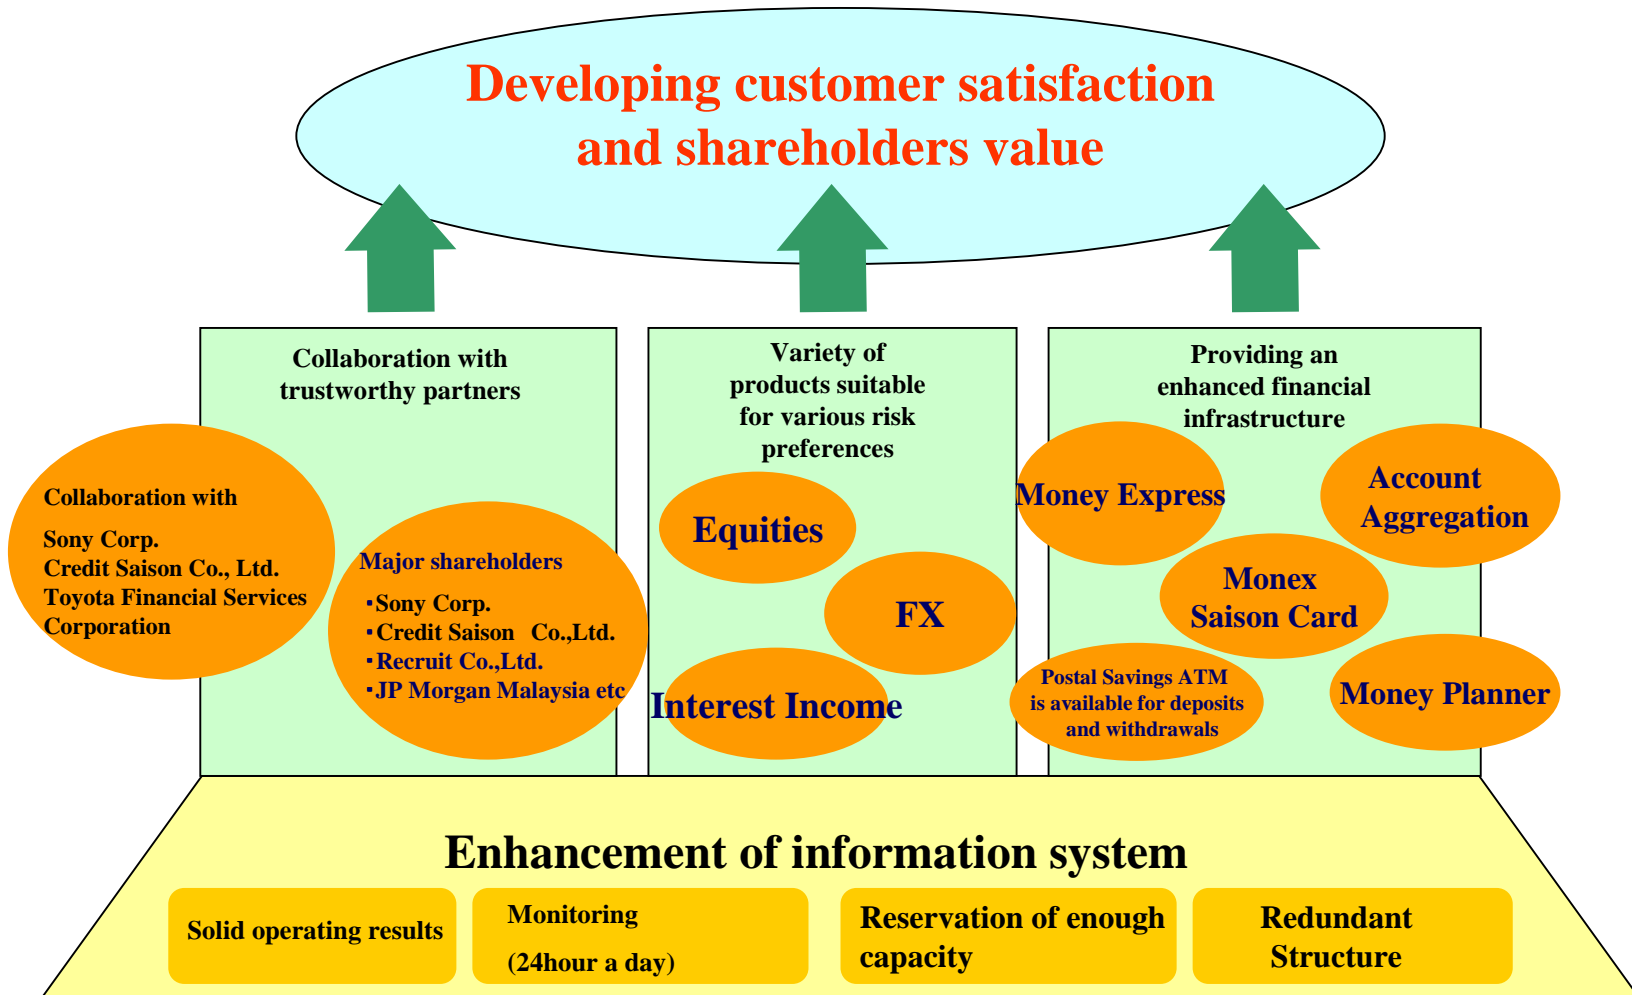 Developing customer satisfaction
and shareholders value
Collaboration with
trustworthy partners
Collaboration with
Sony Corp.
Credit Saison Co., Ltd.
Toyota Financial Services
Corporation
Major shareholders
・Sony Corp.
・Credit Saison Co.,Ltd.
・Recruit Co.,Ltd.
・JP Morgan Malaysia etc
Variety of
products suitable
for various risk
preferences
Equities
FX
Interest Income
Providing an
enhanced financial
infrastructure
Money Express
Account
Aggregation
Monex
Saison Card
Postal Savings ATM
is available for deposits
and withdrawals
Money Planner
Enhancement of information system
Solid operating results
Monitoring
(24hour a day)
Reservation of enough
capacity
Redundant
Structure